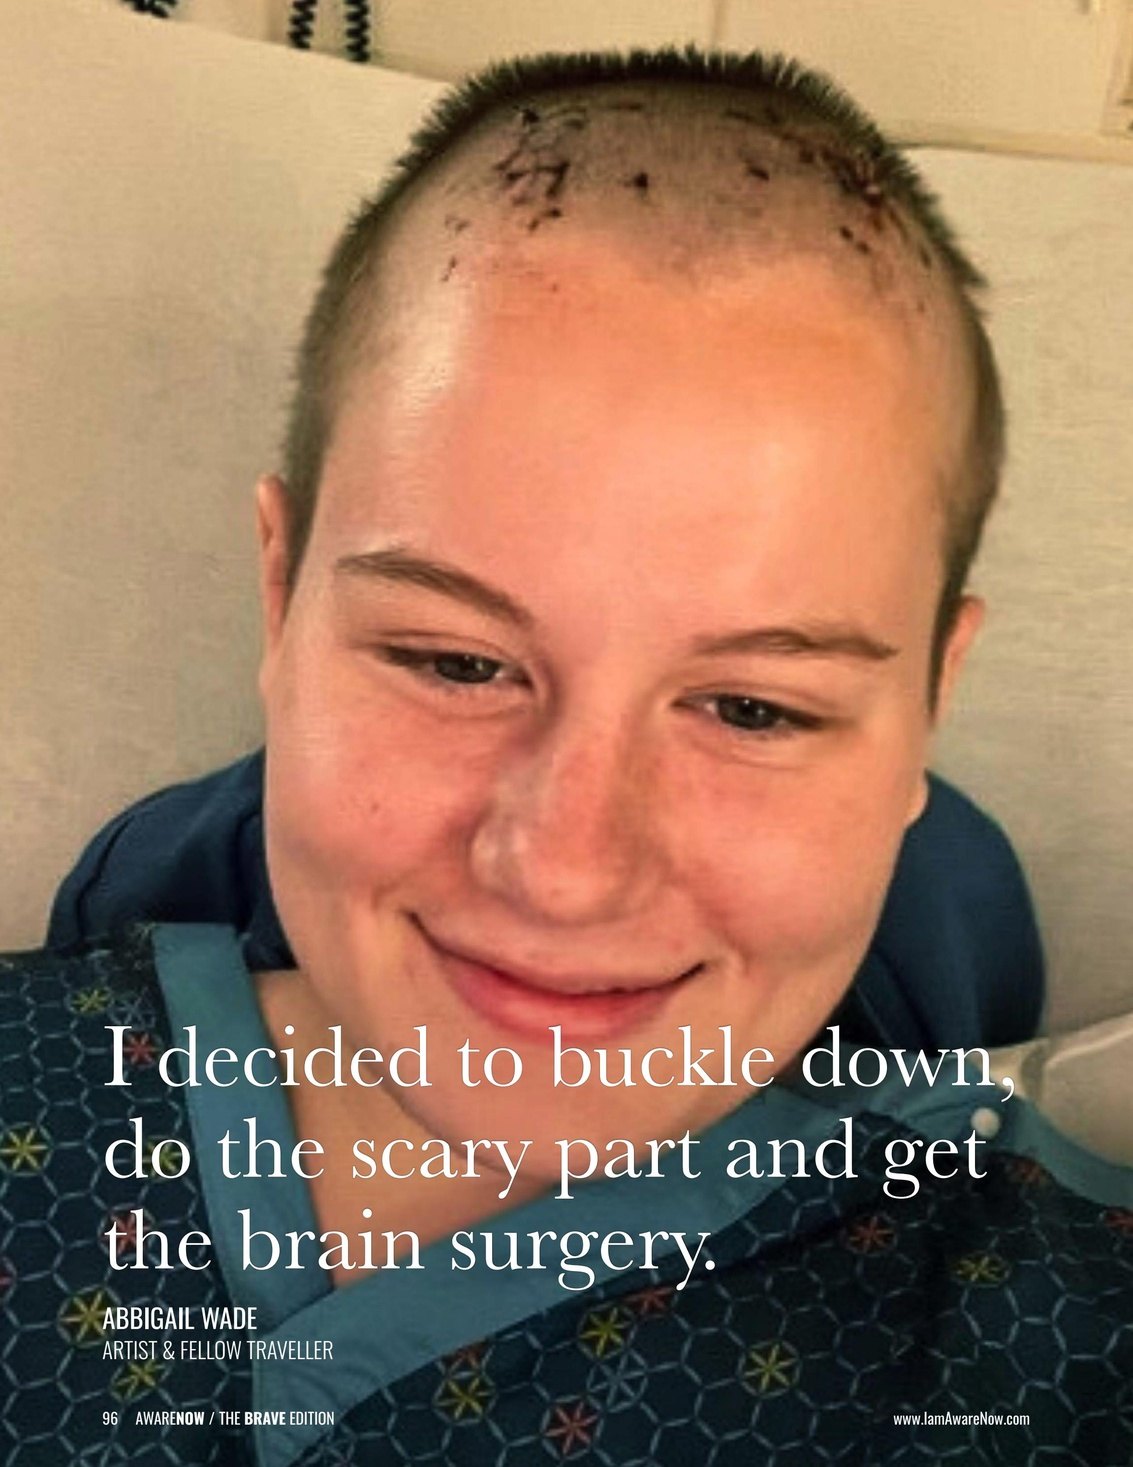 I decided to buckle down,
do the scary part and get
the brain surgery.
ABBIGAIL WADE
ARTIST & FELLOW TRAVELLER
96 AWARENOW / THE BRAVE EDITION
www.IamAwareNow.com